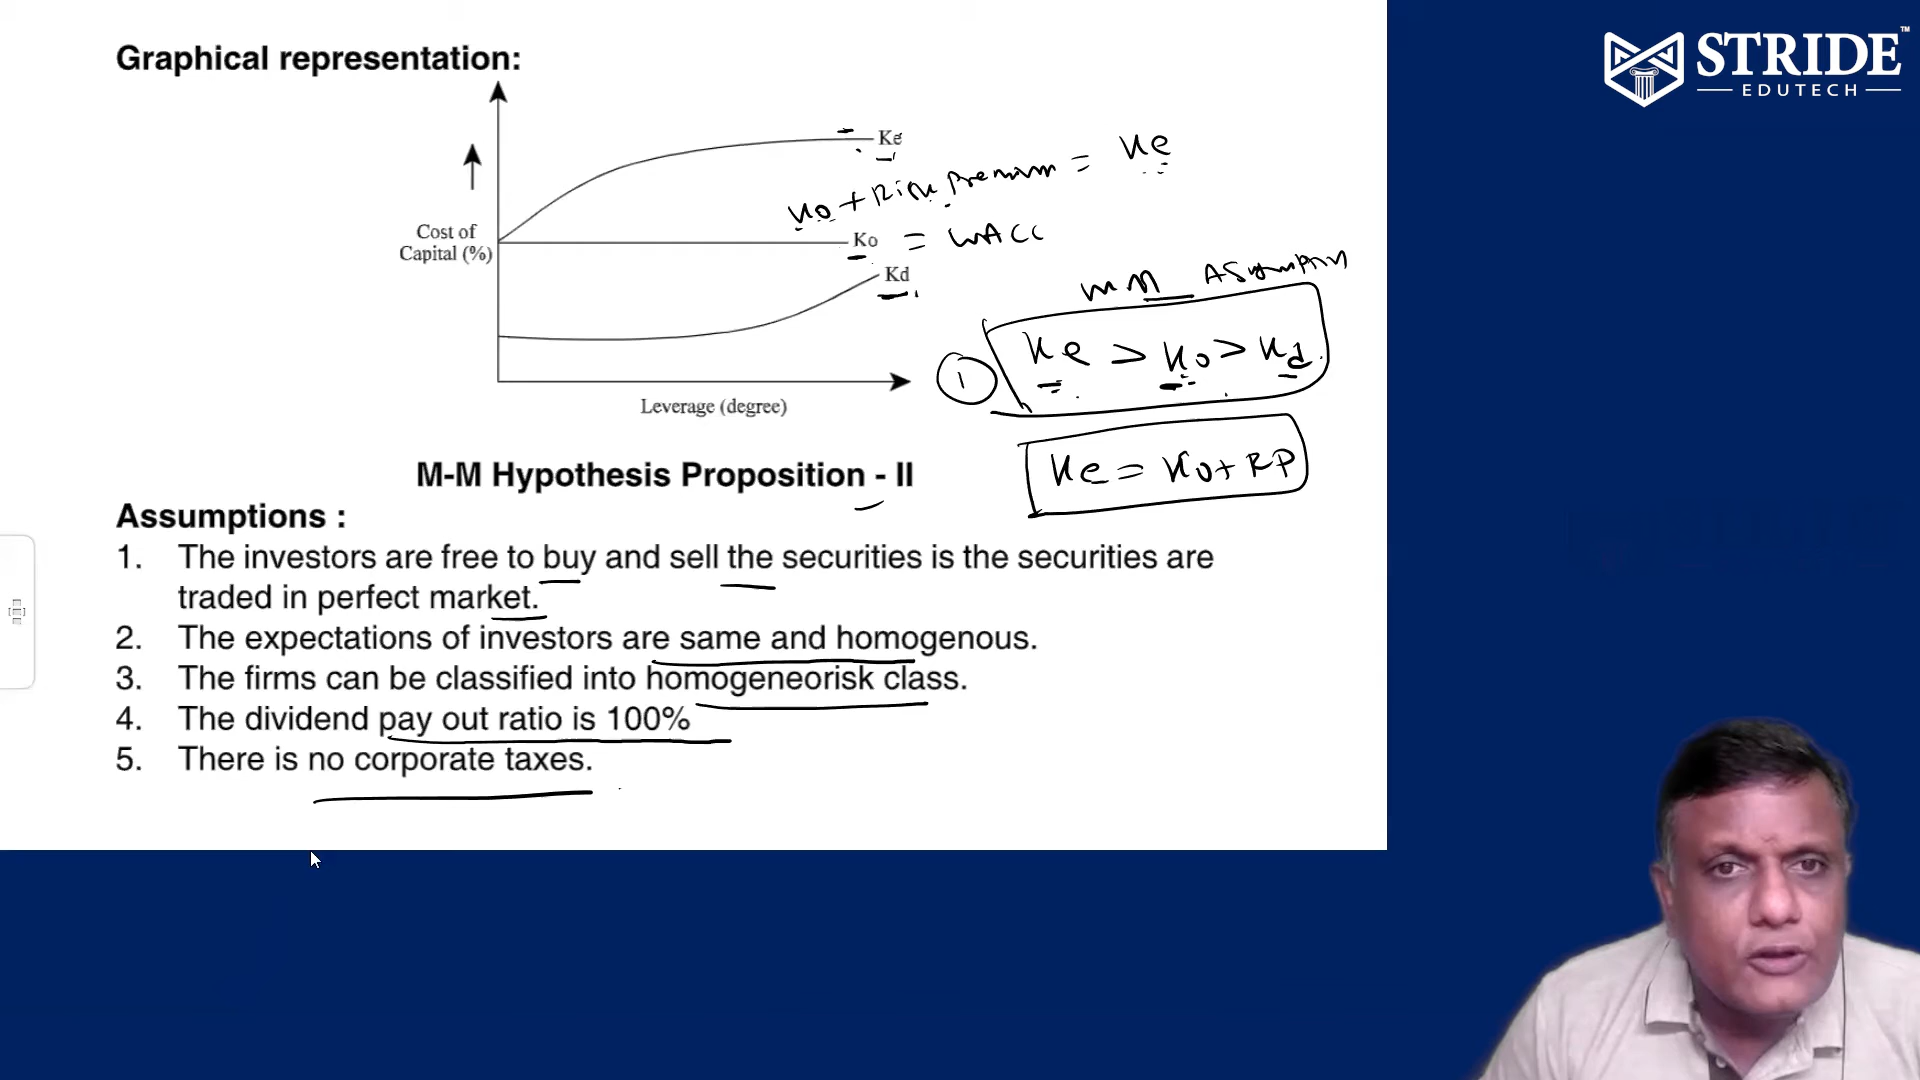 Graphical representation:
STRIDE™
EDUTECH
Ke
Ke
Ko + Risk premium =
Cost of
Capital (%)
Ko
= WACC
Kd
MM Assumption
1
Ke > Ko > Kd
Leverage (degree)
Ke = Ko + RP
M-M Hypothesis Proposition - II
Assumptions :
1. The investors are free to buy and sell the securities is the securities are
traded in perfect market.
2. The expectations of investors are same and homogenous.
3. The firms can be classified into homogeneorisk class.
4. The dividend pay out ratio is 100%
5. There is no corporate taxes.